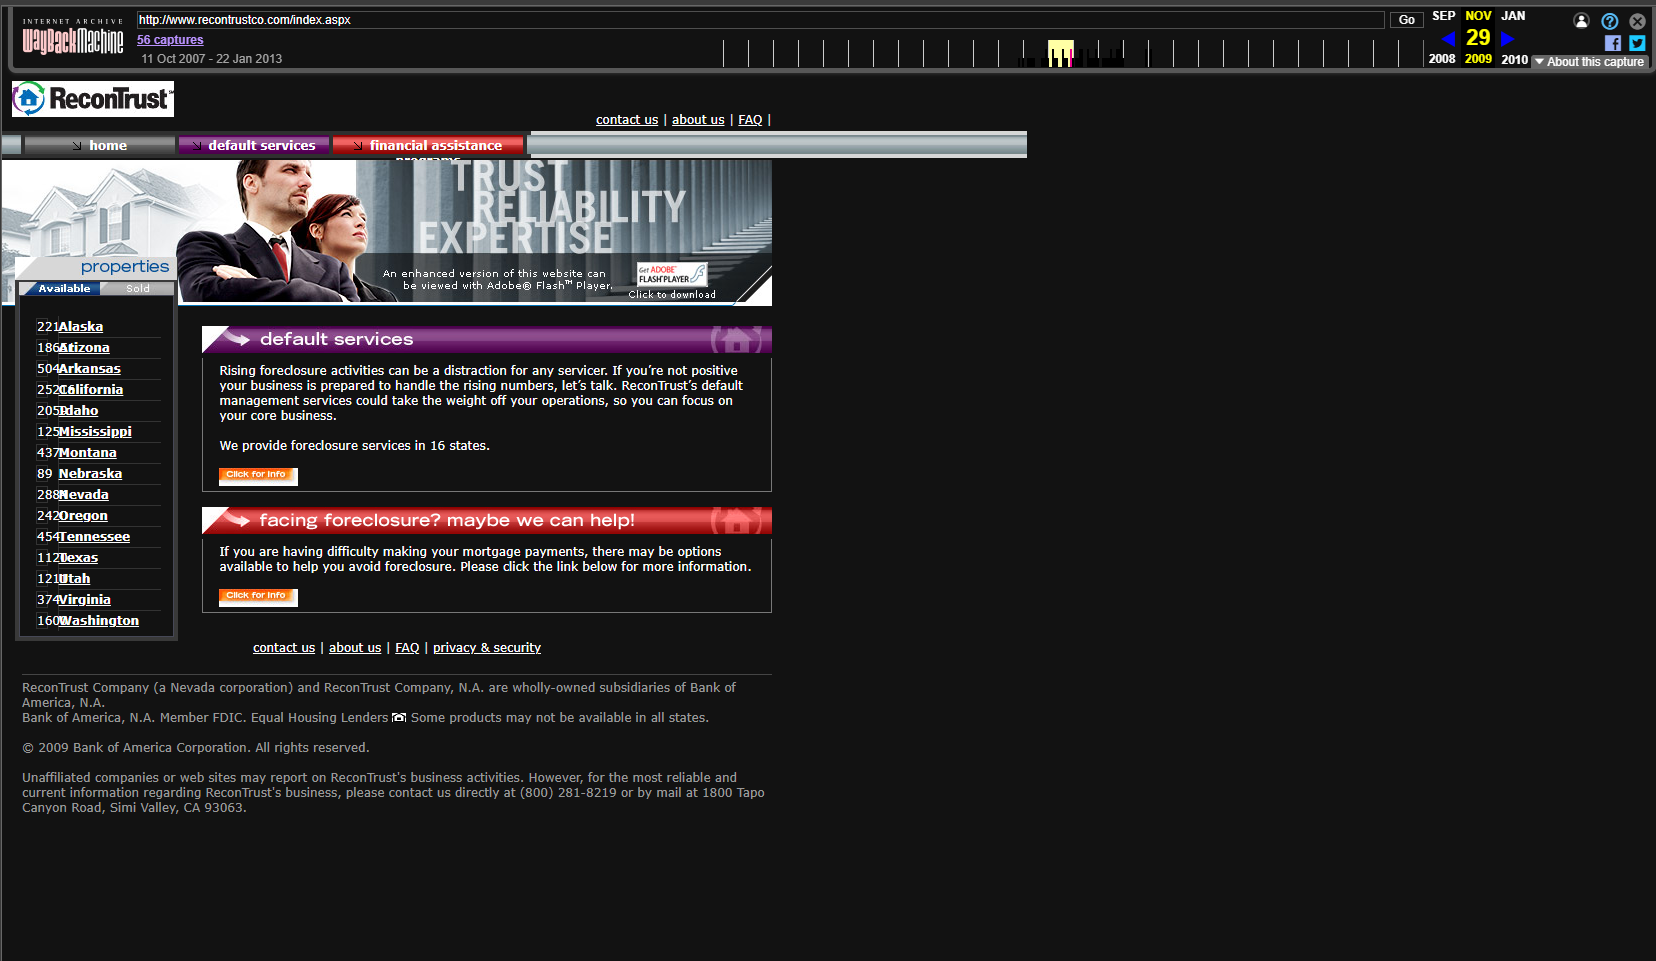 INTERNET ARCHIVE
WayBackMachine
http://www.recontrustco.com/index.aspx
Go
SEP NOV JAN
56 captures
29
11 Oct 2007 - 22 Jan 2013
2008 2009 2010
About this capture
ReconTrust
contact us | about us | FAQ |
home default services financial assistance
programs
TRUST
RELIABILITY
EXPERTISE
An enhanced version of this website can
be viewed with Adobe® Flash™ Player.
Get ADOBE®
FLASH® PLAYER
Click to download
properties
Available Sold
221 Alaska
Arizona
504 Arkansas
California
Idaho
125 Mississippi
437 Montana
89 Nebraska
Nevada
242 Oregon
454 Tennessee
Texas
Utah
374 Virginia
Washington
default services
Rising foreclosure activities can be a distraction for any servicer. If you’re not positive
your business is prepared to handle the rising numbers, let’s talk. ReconTrust’s default
management services could take the weight off your operations, so you can focus on
your core business.
We provide foreclosure services in 16 states.
Click for info
facing foreclosure? maybe we can help!
If you are having difficulty making your mortgage payments, there may be options
available to help you avoid foreclosure. Please click the link below for more information.
Click for info
contact us | about us | FAQ | privacy & security
ReconTrust Company (a Nevada corporation) and ReconTrust Company, N.A. are wholly-owned subsidiaries of Bank of
America, N.A.
Bank of America, N.A. Member FDIC. Equal Housing Lenders Some products may not be available in all states.
© 2009 Bank of America Corporation. All rights reserved.
Unaffiliated companies or web sites may report on ReconTrust's business activities. However, for the most reliable and
current information regarding ReconTrust's business, please contact us directly at (800) 281-8219 or by mail at 1800 Tapo
Canyon Road, Simi Valley, CA 93063.